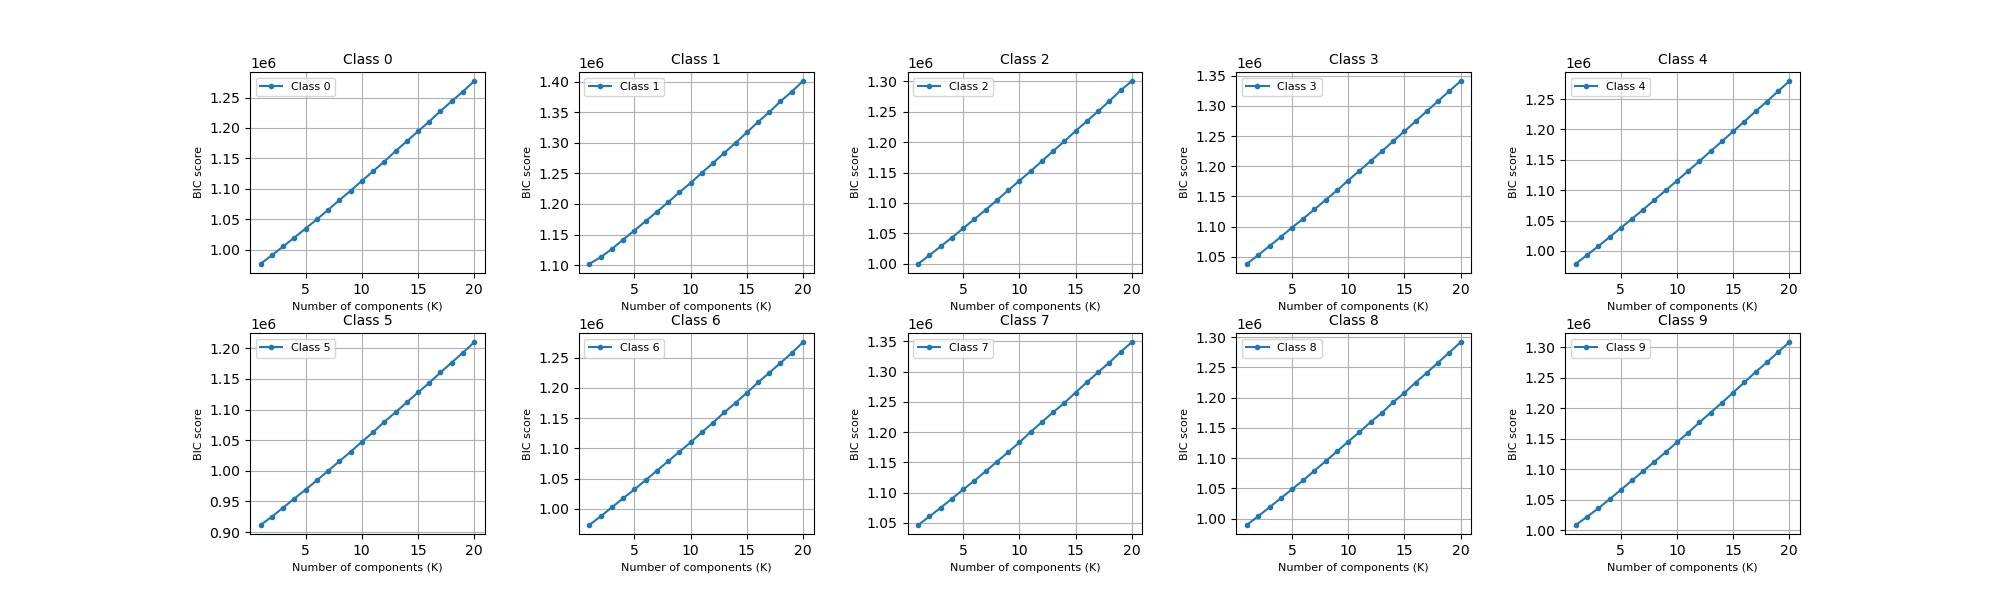 Class 0
1e6
Class 0
BIC score
1.25
1.20
1.15
1.10
1.05
1.00
5 10 15 20
Number of components (K)
Class 1
1e6
Class 1
BIC score
1.40
1.35
1.30
1.25
1.20
1.15
1.10
5 10 15 20
Number of components (K)
Class 2
1e6
Class 2
BIC score
1.30
1.25
1.20
1.15
1.10
1.05
1.00
5 10 15 20
Number of components (K)
Class 3
1e6
Class 3
BIC score
1.35
1.30
1.25
1.20
1.15
1.10
1.05
5 10 15 20
Number of components (K)
Class 4
1e6
Class 4
BIC score
1.25
1.20
1.15
1.10
1.05
1.00
5 10 15 20
Number of components (K)
Class 5
1e6
Class 5
BIC score
1.20
1.15
1.10
1.05
1.00
0.95
0.90
5 10 15 20
Number of components (K)
Class 6
1e6
Class 6
BIC score
1.25
1.20
1.15
1.10
1.05
1.00
5 10 15 20
Number of components (K)
Class 7
1e6
Class 7
BIC score
1.35
1.30
1.25
1.20
1.15
1.10
1.05
5 10 15 20
Number of components (K)
Class 8
1e6
Class 8
BIC score
1.30
1.25
1.20
1.15
1.10
1.05
1.00
5 10 15 20
Number of components (K)
Class 9
1e6
Class 9
BIC score
1.30
1.25
1.20
1.15
1.10
1.05
1.00
5 10 15 20
Number of components (K)